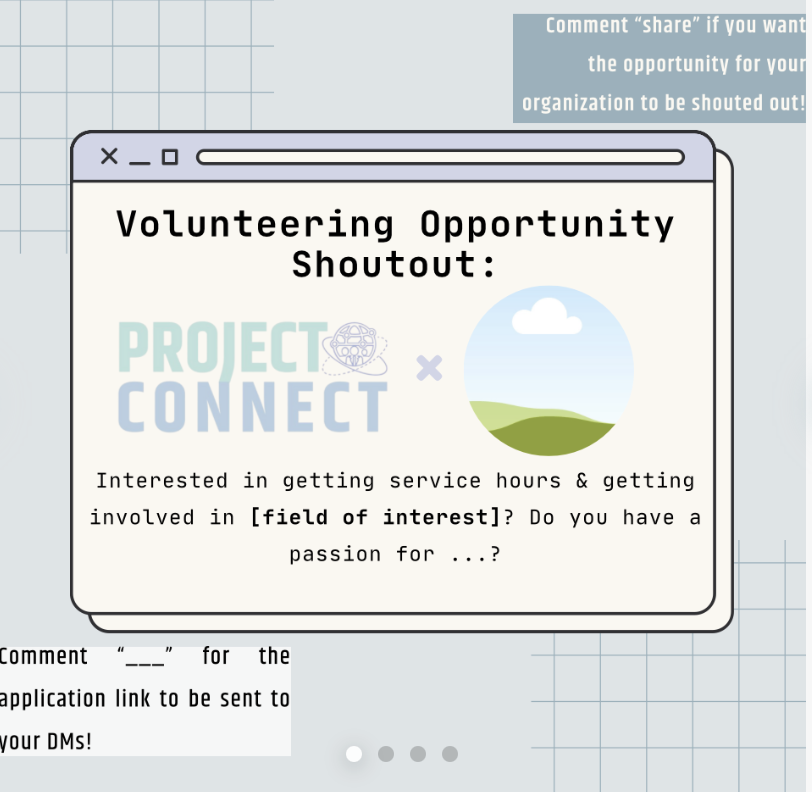 Comment “share” if you want
the opportunity for your
organization to be shouted out!
Volunteering Opportunity
Shoutout:
PROJECT
CONNECT
Interested in getting service hours & getting
involved in [field of interest]? Do you have a
passion for ...?
Comment “___” for the
application link to be sent to
your DMs!